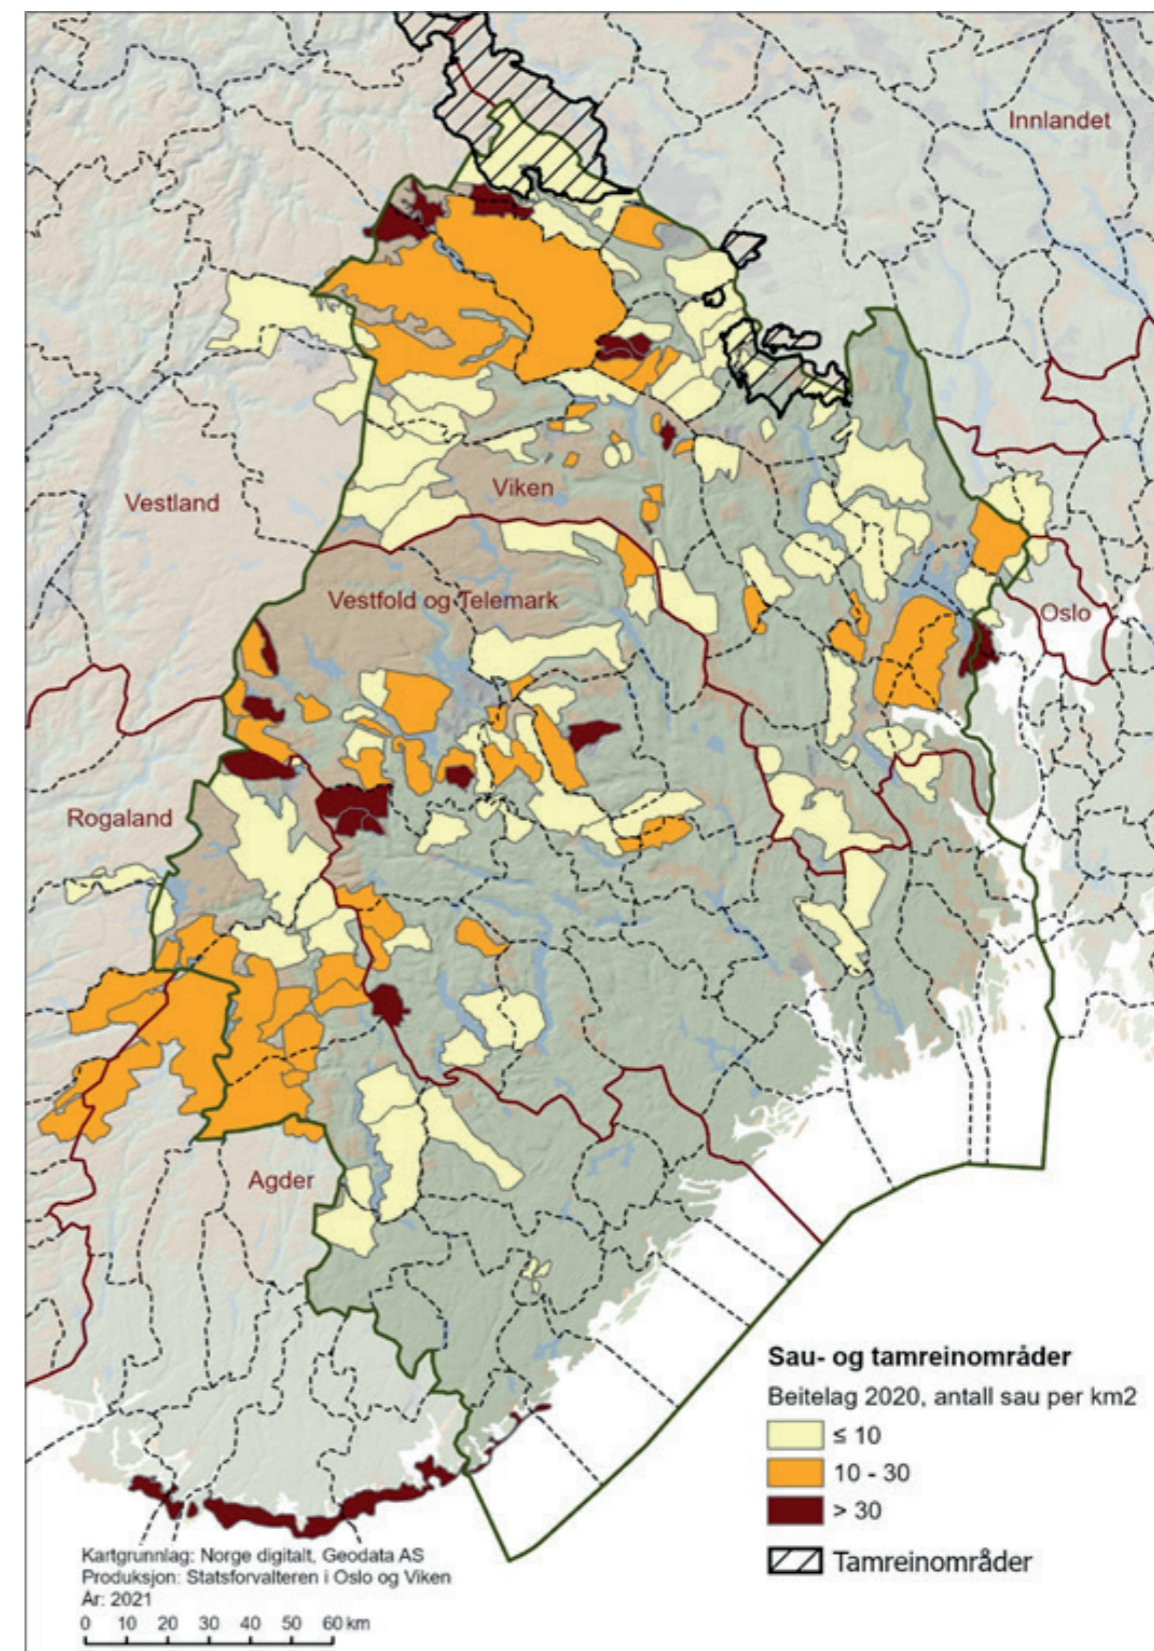 Innlandet
Vestland
Viken
Vestfold og Telemark
Oslo
Rogaland
Agder
Sau- og tamreinområder
Beitelag 2020, antall sau per km2
≤ 10
10 - 30
> 30
Tamreinområder
Kartgrunnlag: Norge digitalt, Geodata AS
Produksjon: Statsforvalteren i Oslo og Viken
År: 2021
0 10 20 30 40 50 60 km